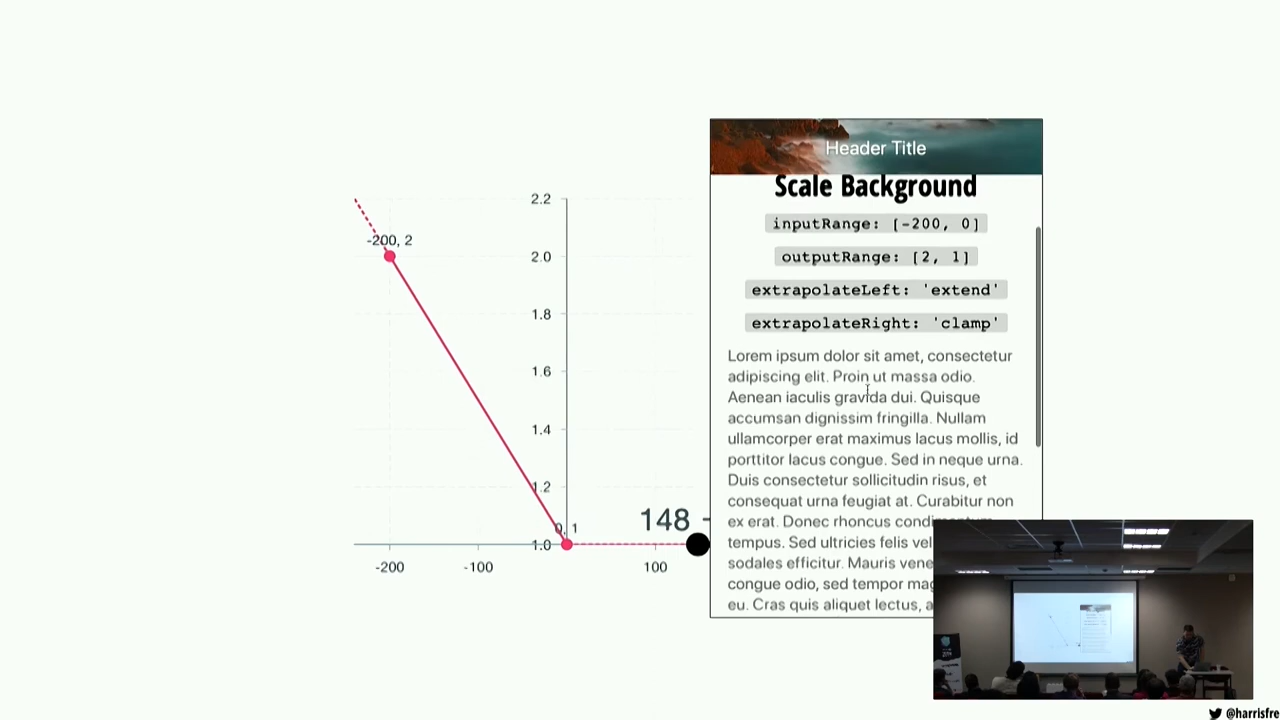 Header Title
Scale Background
inputRange: [-200, 0]
outputRange: [2, 1]
extrapolateLeft: 'extend'
extrapolateRight: 'clamp'
Lorem ipsum dolor sit amet, consectetur
adipiscing elit. Proin ut massa odio.
Aenean iaculis gravida dui. Quisque
accumsan dignissim fringilla. Nullam
ullamcorper erat maximus lacus mollis, id
porttitor lacus congue. Sed in neque urna.
Duis consectetur sollicitudin risus, et
consequat urna feugiat at. Curabitur non
ex erat. Donec rhoncus condimentum
tempus. Sed ultricies felis vel
sodales efficitur. Mauris vene
congue odio, sed tempor mag
eu. Cras quis aliquet lectus, a
2.2
-200, 2
2.0
1.8
1.6
1.4
1.2
0, 1
1.0
148
-200
-100
100
@harrisfre